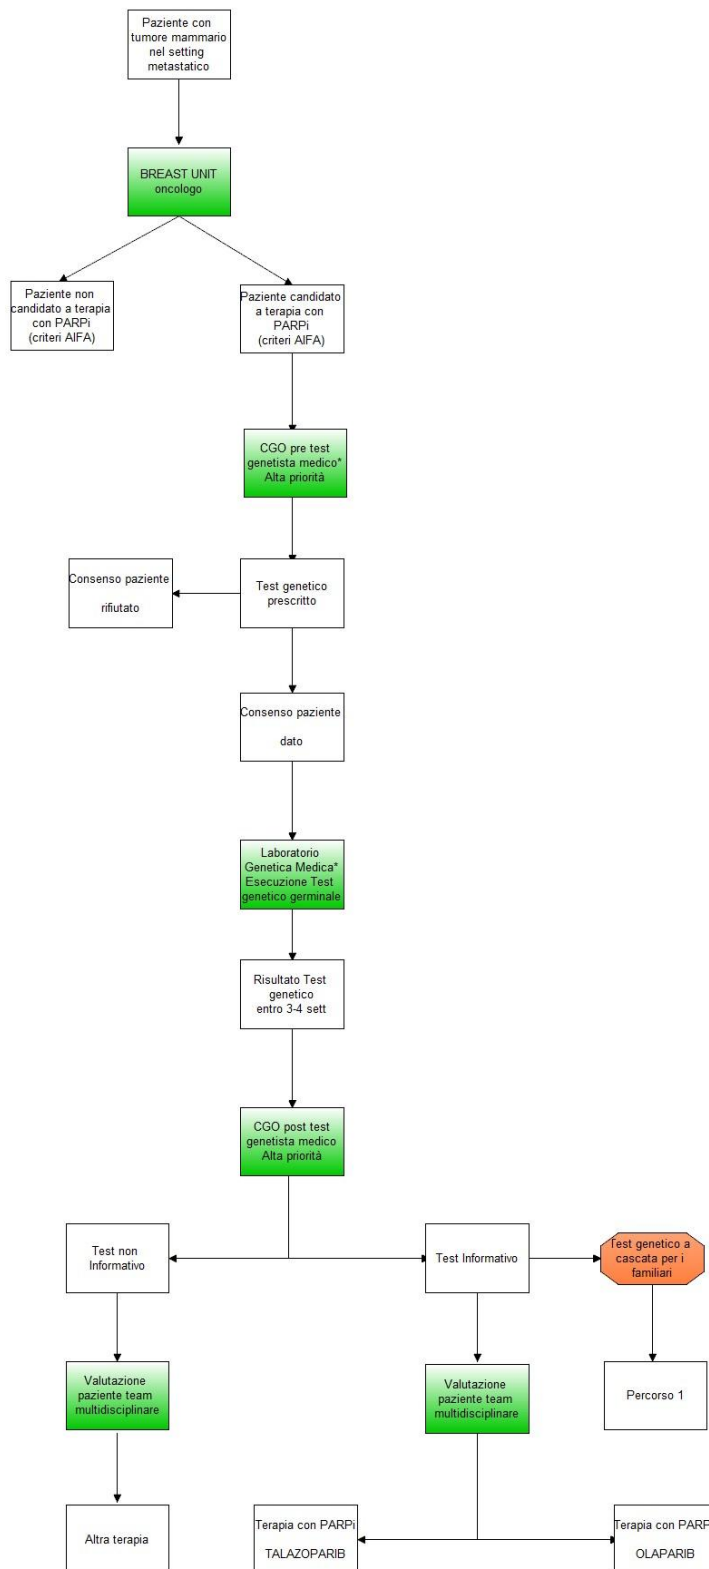 Paziente con
tumore mammario
nel setting
metastatico
BREAST UNIT
oncologo
Paziente non
candidato a terapia
con PARPi
(criteri AIFA)
Paziente candidato
a terapia con
PARPi
(criteri AIFA)
CGO pre test
genetista medico*
Alta priorità
Consenso paziente
rifiutato
Test genetico
prescritto
Consenso paziente
dato
Laboratorio
Genetica Medica*
Esecuzione Test
genetico germinale
Risultato Test
genetico
entro 3-4 sett
CGO post test
genetista medico
Alta priorità
Test non
Informativo
Test Informativo
Test genetico a
cascata per i
familiari
Valutazione
paziente team
multidisciplinare
Valutazione
paziente team
multidisciplinare
Percorso 1
Altra terapia
Terapia con PARPi
TALAZOPARIB
Terapia con PARP
OLAPARIB